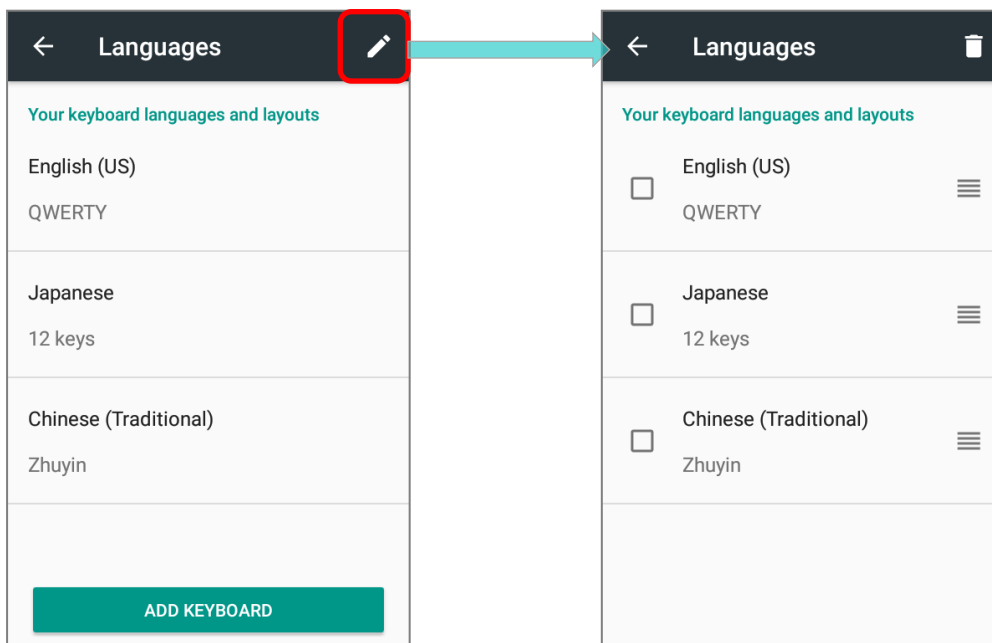 Languages
Your keyboard languages and layouts
English (US)
QWERTY
Japanese
12 keys
Chinese (Traditional)
Zhuyin
ADD KEYBOARD
Languages
Your keyboard languages and layouts
English (US)
QWERTY
Japanese
12 keys
Chinese (Traditional)
Zhuyin